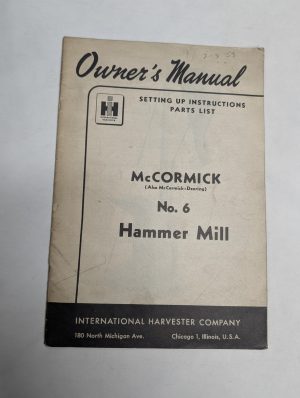 Owner's Manual
SETTING UP INSTRUCTIONS
PARTS LIST
IH
McCORMICK
(Also McCormick-Deering)
No. 6
Hammer Mill
INTERNATIONAL HARVESTER COMPANY
180 North Michigan Ave. Chicago 1, Illinois, U.S.A.